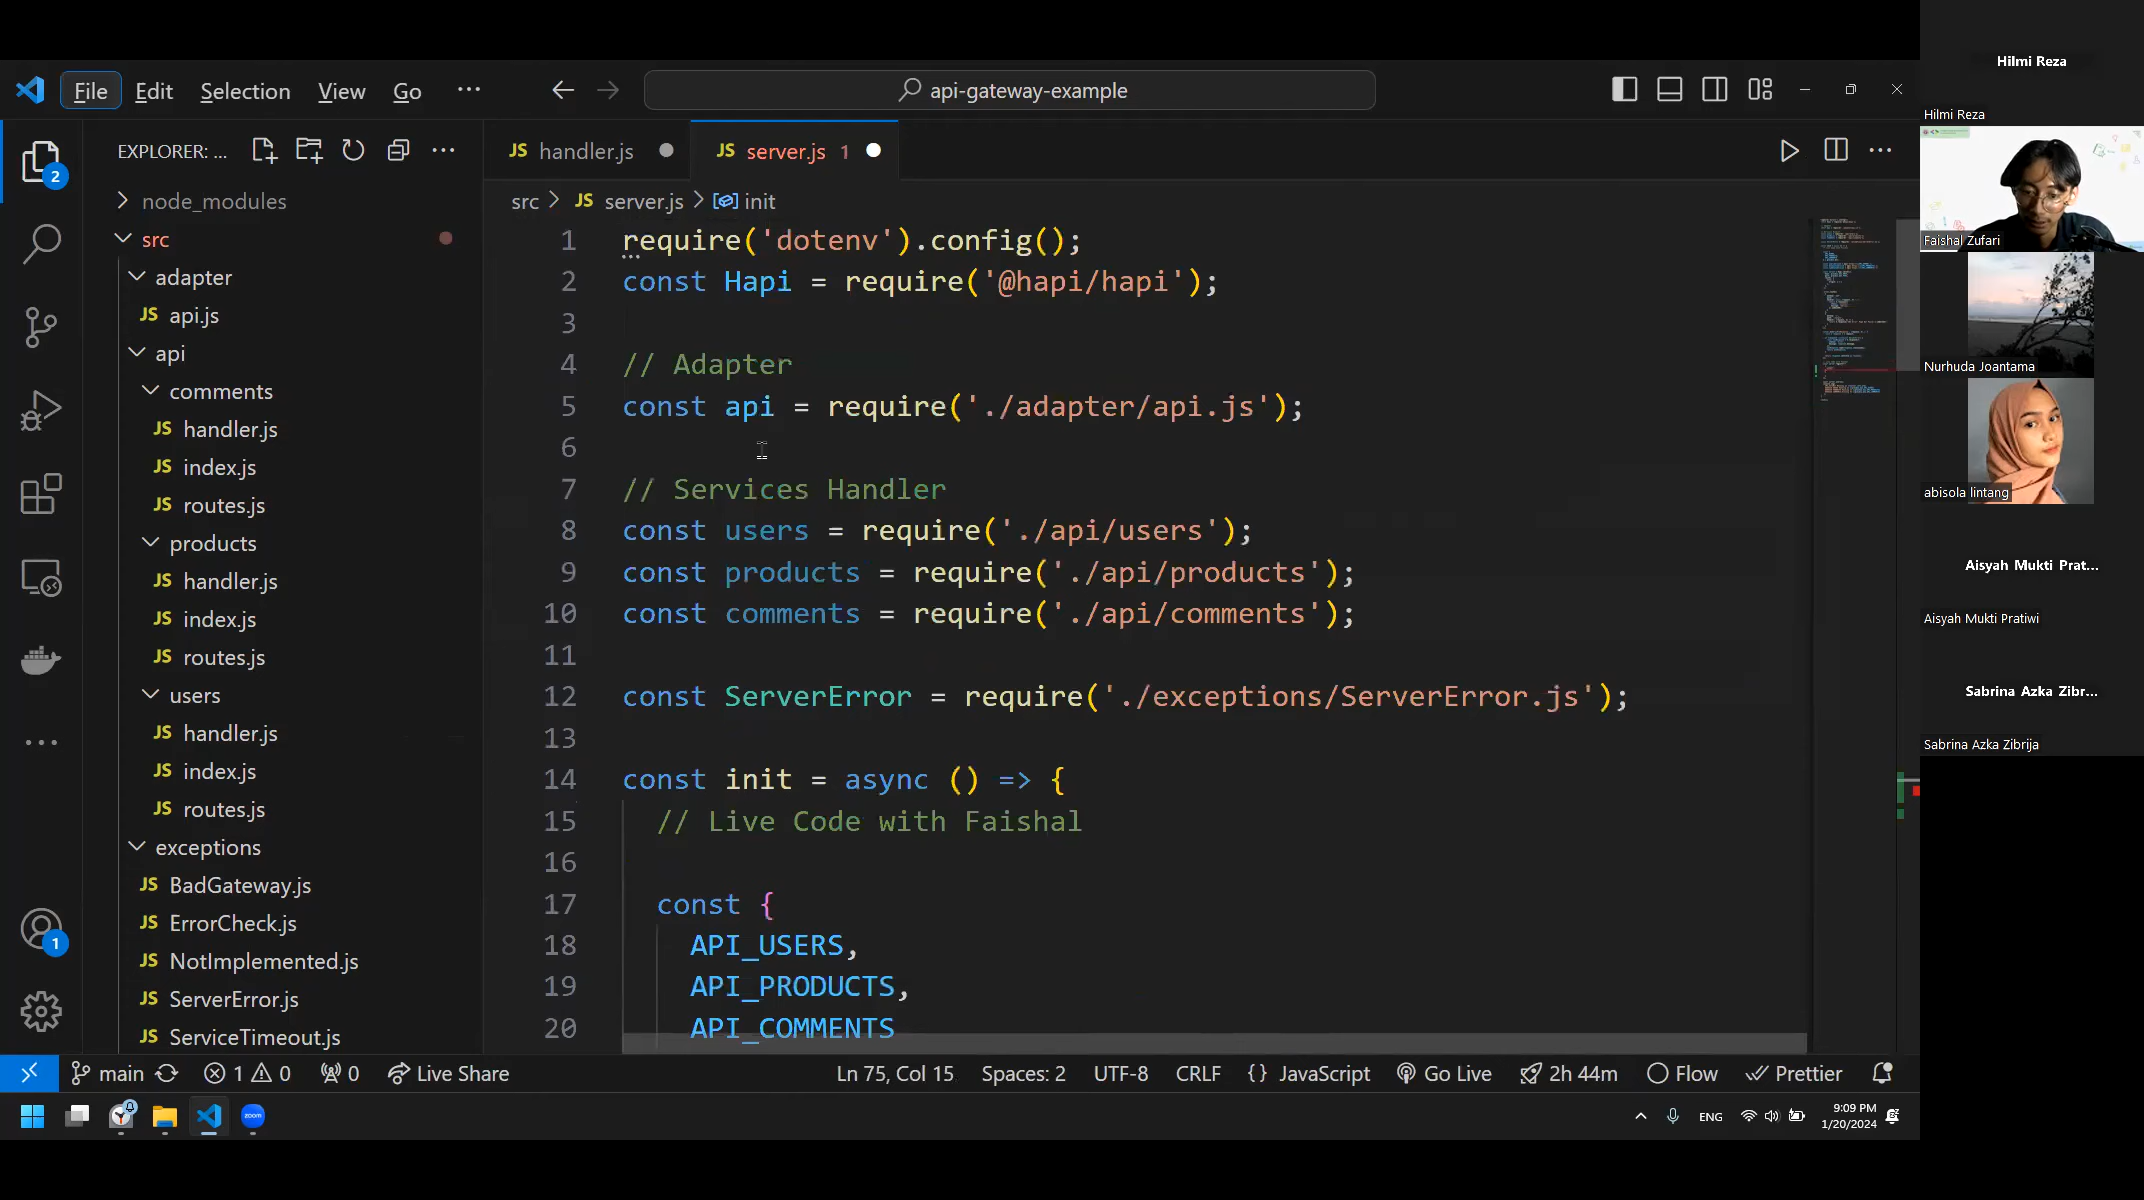 File Edit Selection View Go ··· api-gateway-example
EXPLORER: ...
node_modules
src
adapter
JS api.js
api
comments
JS handler.js
JS index.js
JS routes.js
products
JS handler.js
JS index.js
JS routes.js
users
JS handler.js
JS index.js
JS routes.js
exceptions
JS BadGateway.js
JS ErrorCheck.js
JS NotImplemented.js
JS ServerError.js
JS ServiceTimeout.js
2
1
JS handler.js JS server.js 1
src > JS server.js > init
1 require('dotenv').config();
2 const Hapi = require('@hapi/hapi');
3
4 // Adapter
5 const api = require('./adapter/api.js');
6
7 // Services Handler
8 const users = require('./api/users');
9 const products = require('./api/products');
10 const comments = require('./api/comments');
11
12 const ServerError = require('./exceptions/ServerError.js');
13
14 const init = async () => {
15 // Live Code with Faishal
16
17 const {
18 API_USERS,
19 API_PRODUCTS,
20 API_COMMENTS
main 1 0 0 Live Share Ln 75, Col 15 Spaces: 2 UTF-8 CRLF {} JavaScript Go Live 2h 44m Flow Prettier
zoom ENG 9:09 PM
1/20/2024
Hilmi Reza
Hilmi Reza
Faishal Zufari
Nurhuda Joantama
abisola lintang
Aisyah Mukti Prat...
Aisyah Mukti Pratiwi
Sabrina Azka Zibr...
Sabrina Azka Zibrija